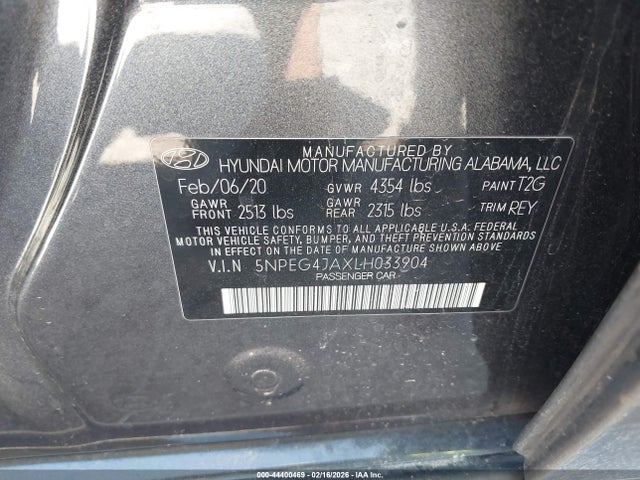 MANUFACTURED BY
HYUNDAI MOTOR MANUFACTURING ALABAMA, LLC
Feb/06/20 GVWR 4354 lbs PAINT T2G
GAWR FRONT 2513 lbs GAWR REAR 2315 lbs TRIM REY
THIS VEHICLE CONFORMS TO ALL APPLICABLE U.S.A. FEDERAL
MOTOR VEHICLE SAFETY, BUMPER, AND THEFT PREVENTION STANDARDS
IN EFFECT ON THE DATE OF MANUFACTURE SHOWN ABOVE.
V.I.N 5NPEG4JAXLH033904
PASSENGER CAR
000-44400469 - 02/16/2026 - IAA Inc.